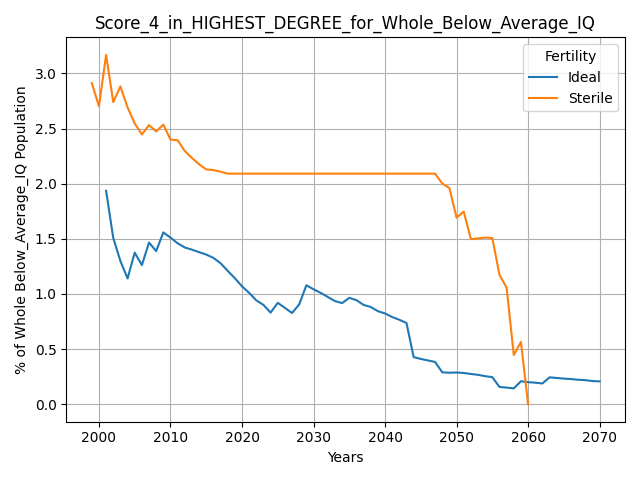 Score_4_in_HIGHEST_DEGREE_for_Whole_Below_Average_IQ
Fertility
Ideal
Sterile
% of Whole Below_Average_IQ Population
3.0
2.5
2.0
1.5
1.0
0.5
0.0
2000 2010 2020 2030 2040 2050 2060 2070
Years